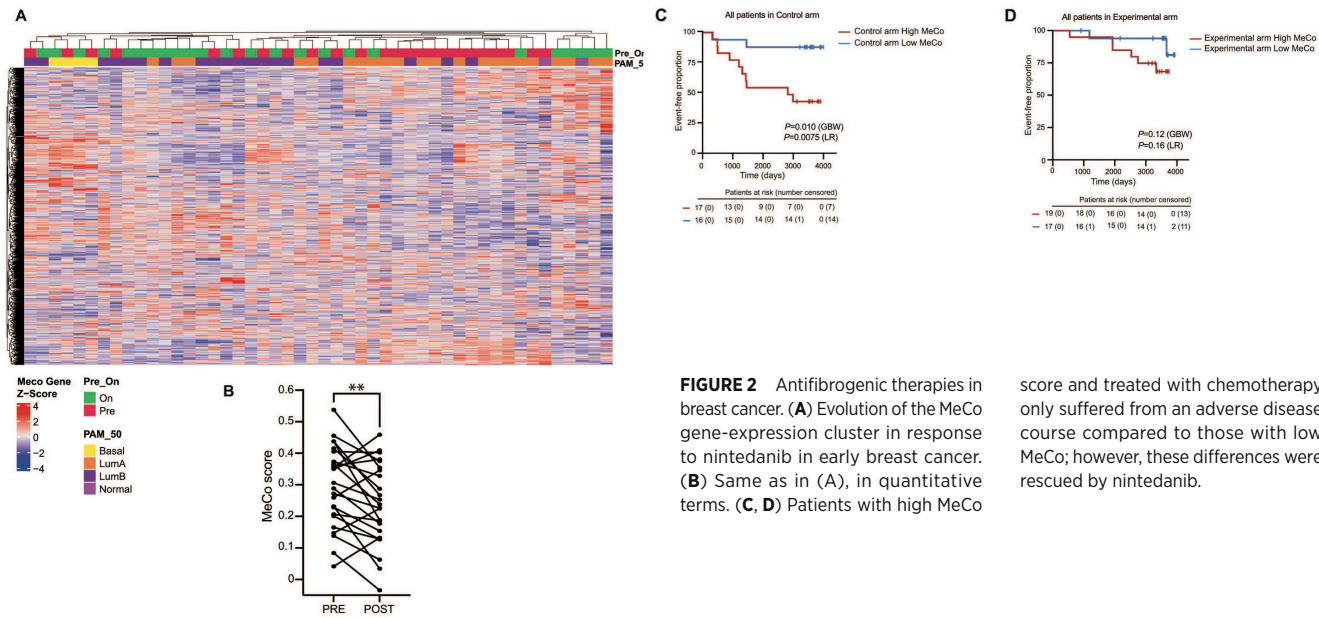 A
Pre_On
PAM_5
Meco Gene
Z-Score
4
2
0
−2
−4
Pre_On
On
Pre
PAM_50
Basal
LumA
LumB
Normal
B
**
MeCo score
0.6
0.5
0.4
0.3
0.2
0.1
0
PRE POST
C
All patients in Control arm
Control arm High MeCo
Control arm Low MeCo
Event-free proportion
100
75
50
25
0
P=0.010 (GBW)
P=0.0075 (LR)
0 1000 2000 3000 4000
Time (days)
Patients at risk (number censored)
17 (0) 13 (0) 9 (0) 7 (0) 0 (7)
16 (0) 15 (0) 14 (0) 14 (1) 0 (14)
D
All patients in Experimental arm
Experimental arm High MeCo
Experimental arm Low MeCo
Event-free proportion
100
75
50
25
0
P=0.12 (GBW)
P=0.16 (LR)
0 1000 2000 3000 4000
Time (days)
Patients at risk (number censored)
19 (0) 18 (0) 16 (0) 14 (0) 0 (13)
17 (0) 16 (1) 15 (0) 14 (1) 2 (11)
FIGURE 2 Antifibrogenic therapies in
breast cancer. (A) Evolution of the MeCo
gene-expression cluster in response
to nintedanib in early breast cancer.
(B) Same as in (A), in quantitative
terms. (C, D) Patients with high MeCo
score and treated with chemotherapy
only suffered from an adverse disease
course compared to those with low
MeCo; however, these differences were
rescued by nintedanib.